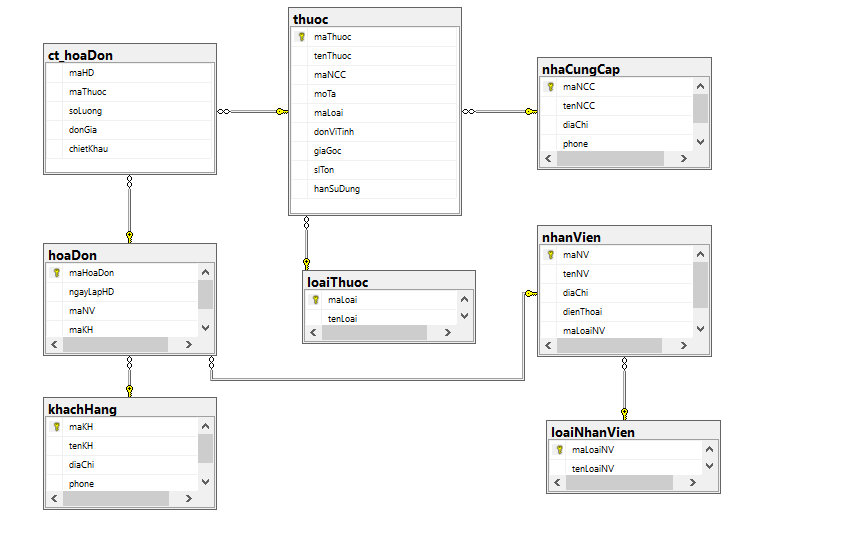 ct_hoaDon
maHD
maThuoc
soLuong
donGia
chietKhau
thuoc
maThuoc
tenThuoc
maNCC
moTa
maLoai
donViTinh
giaGoc
slTon
hanSuDung
nhaCungCap
maNCC
tenNCC
diaChi
phone
hoaDon
maHoaDon
ngayLapHD
maNV
maKH
loaiThuoc
maLoai
tenLoai
nhanVien
maNV
tenNV
diaChi
dienThoai
maLoaiNV
khachHang
maKH
tenKH
diaChi
phone
loaiNhanVien
maLoaiNV
tenLoaiNV